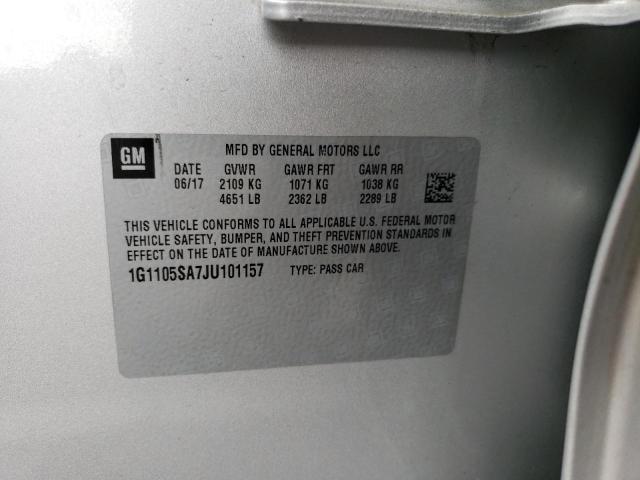 GM
MFD BY GENERAL MOTORS LLC
DATE GVWR GAWR FRT GAWR RR
06/17 2109 KG 1071 KG 1038 KG
4651 LB 2362 LB 2289 LB
THIS VEHICLE CONFORMS TO ALL APPLICABLE U.S. FEDERAL MOTOR
VEHICLE SAFETY, BUMPER, AND THEFT PREVENTION STANDARDS IN
EFFECT ON THE DATE OF MANUFACTURE SHOWN ABOVE.
1G1105SA7JU101157 TYPE: PASS CAR